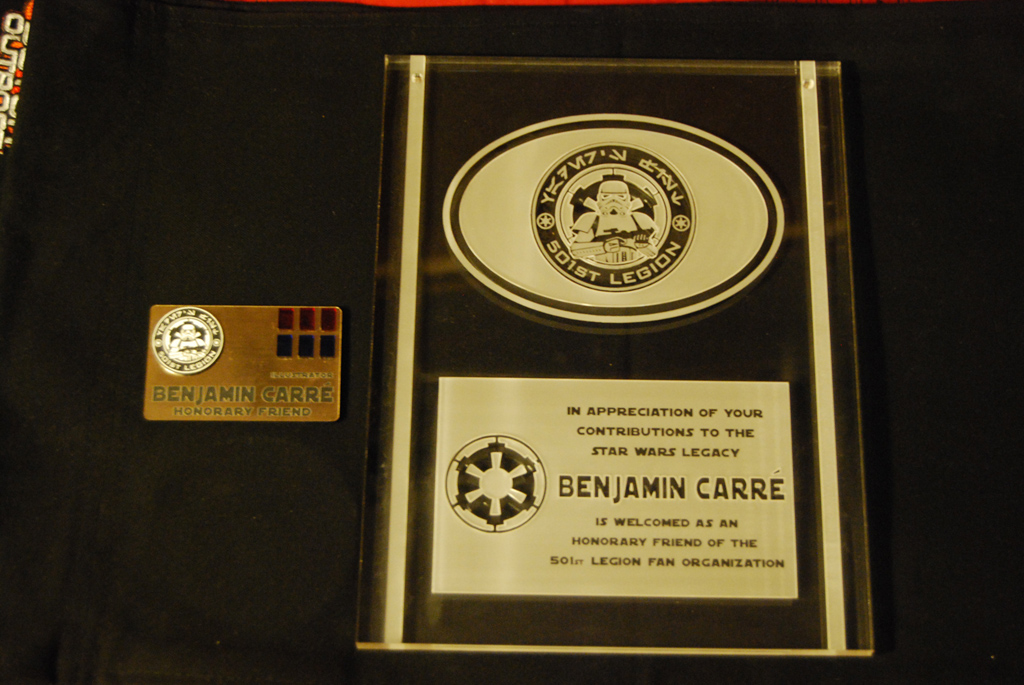 501ST LEGION
ILLUSTRATOR
BENJAMIN CARRÉ
HONORARY FRIEND
501ST LEGION
IN APPRECIATION OF YOUR
CONTRIBUTIONS TO THE
STAR WARS LEGACY
BENJAMIN CARRÉ
IS WELCOMED AS AN
HONORARY FRIEND OF THE
501ST LEGION FAN ORGANIZATION